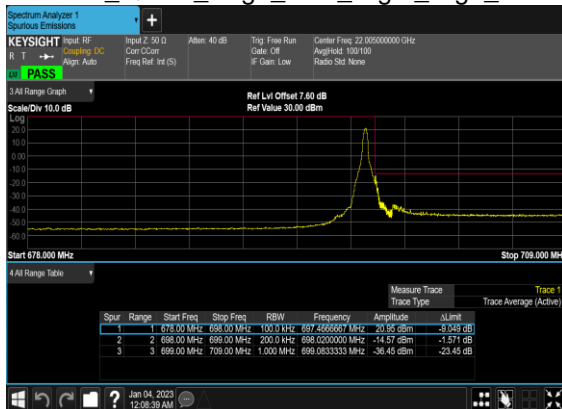 Spectrum Analyzer 1
Spurious Emissions
KEYSIGHT Input: RF Input Z: 50 Ω Atten: 40 dB Trig: Free Run Center Freq: 22.005000000 GHz
R T Coupling: DC Corr CCorr Gate: Off Avg|Hold: 100/100
Align: Auto Freq Ref: Int (S) IF Gain: Low Radio Std: None
PASS
3 All Range Graph Ref Lvl Offset 7.60 dB
Scale/Div 10.0 dB Ref Value 30.00 dBm
Log
20.0
10.0
0.00
-10.0
-20.0
-30.0
-40.0
-50.0
-60.0
Start 678.000 MHz Stop 709.000 MHz
4 All Range Table
Measure Trace Trace 1
Trace Type Trace Average (Active)
Spur Range Start Freq Stop Freq RBW Frequency Amplitude ΔLimit
1 1 678.00 MHz 698.00 MHz 100.0 kHz 697.4666667 MHz 20.95 dBm -9.049 dB
2 2 698.00 MHz 699.00 MHz 200.0 kHz 698.0200000 MHz -14.57 dBm -1.571 dB
3 3 699.00 MHz 709.00 MHz 1.000 MHz 699.0833333 MHz -36.45 dBm -23.45 dB
? Jan 04, 2023
12:08:39 AM